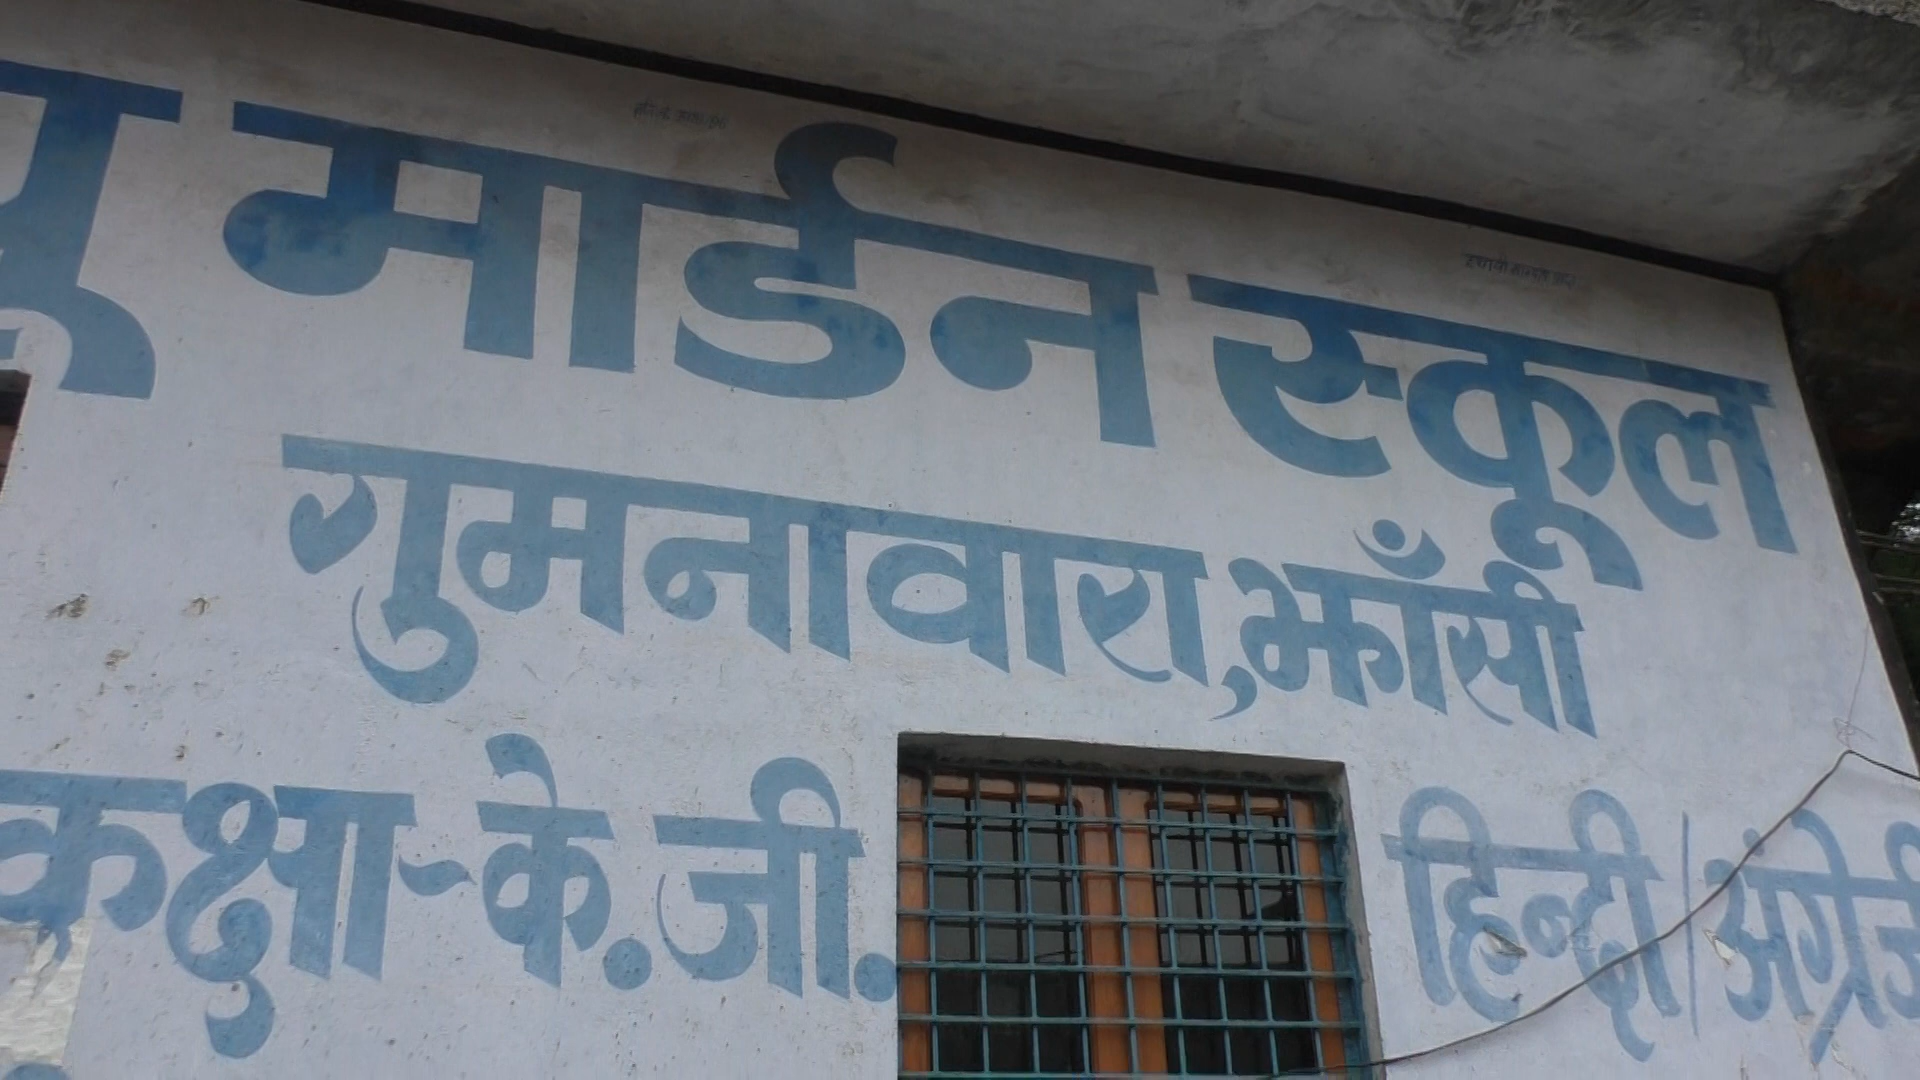 मार्डन स्कूल
गुमनावारा, झाँसी
कक्षा-के.जी.
हिन्दी/अंग्रेजी